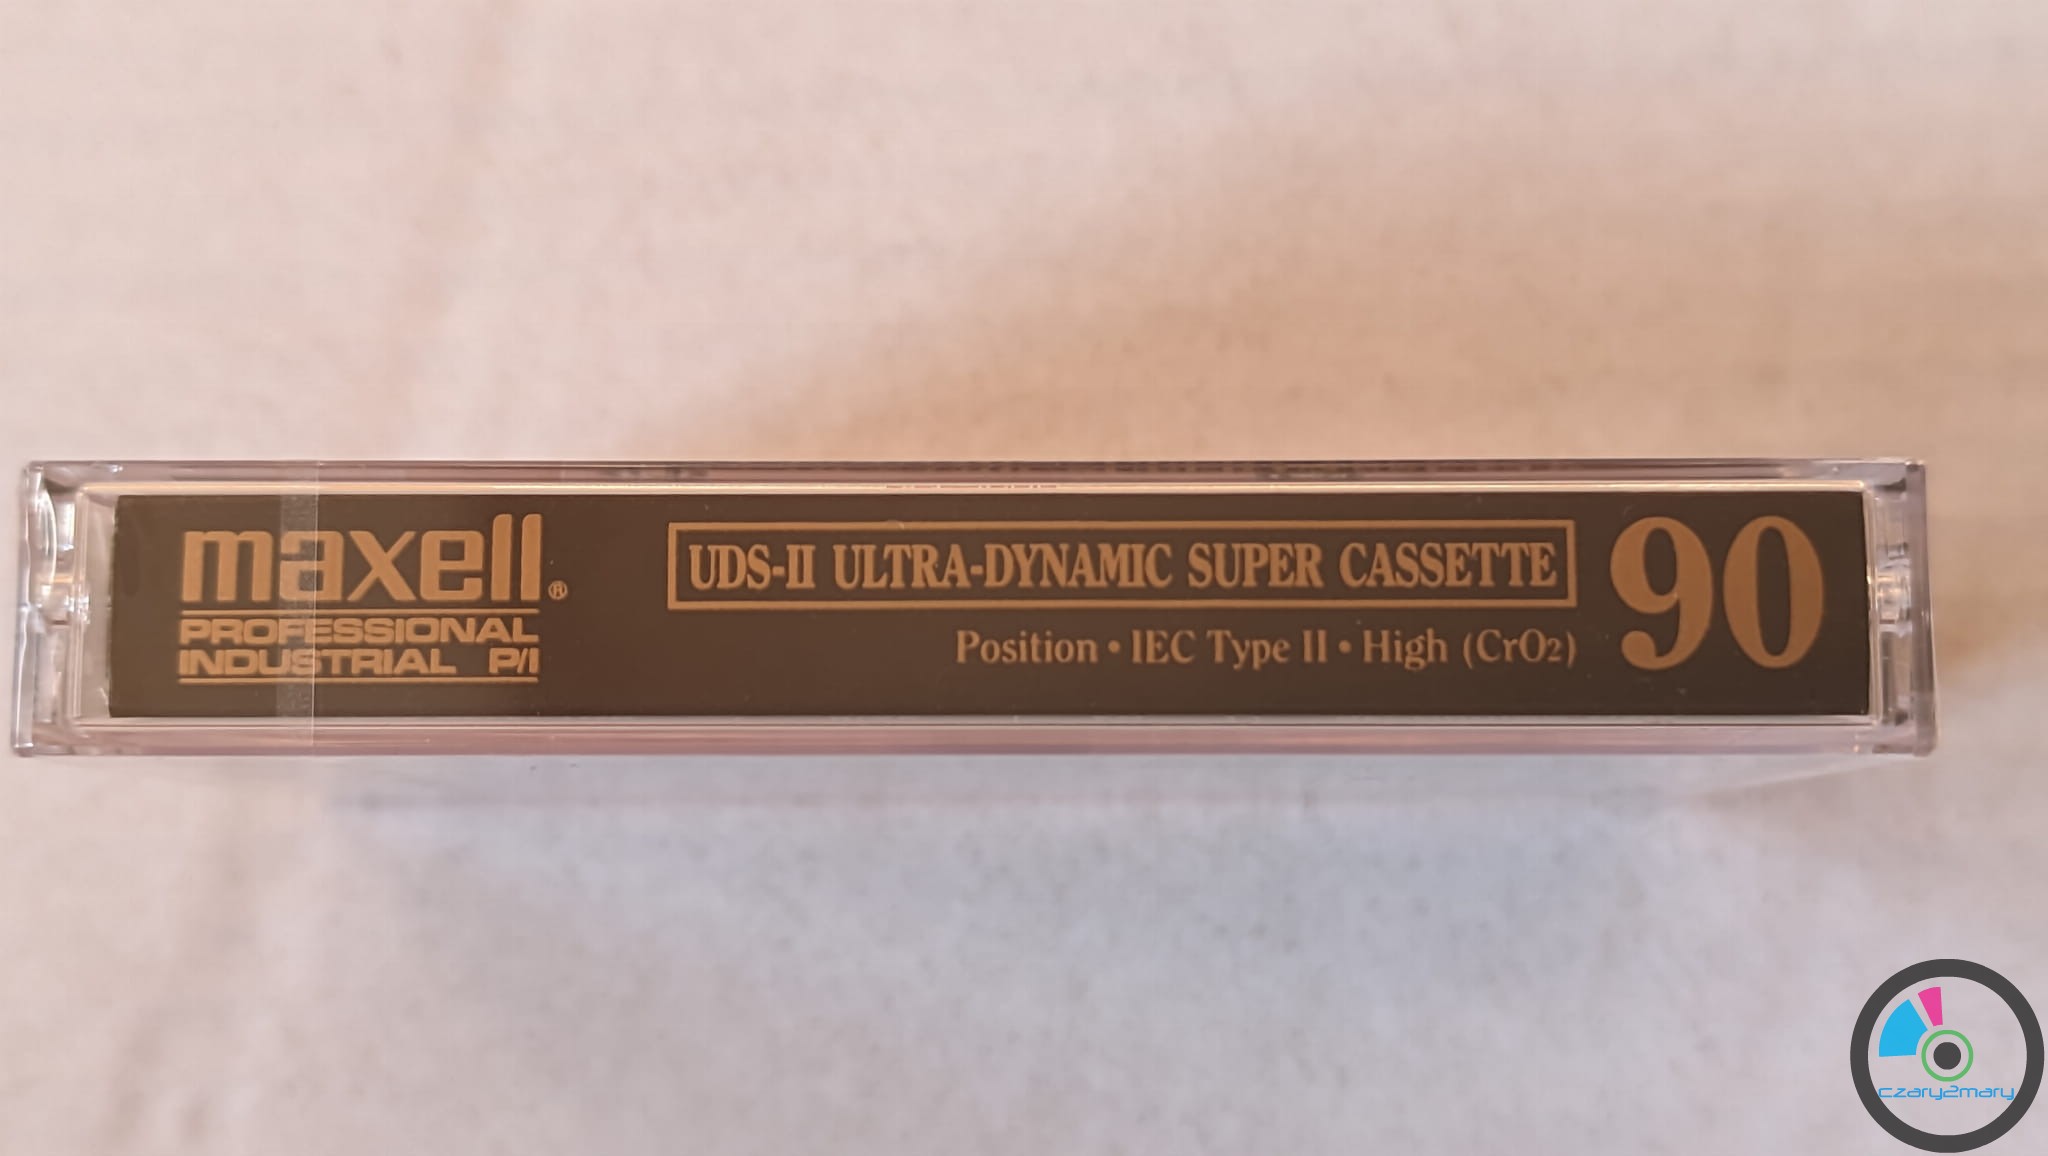 maxell®
PROFESSIONAL
INDUSTRIAL P/I
UDS-II ULTRA-DYNAMIC SUPER CASSETTE
Position • IEC Type II • High (CrO2)
90
czary2mary